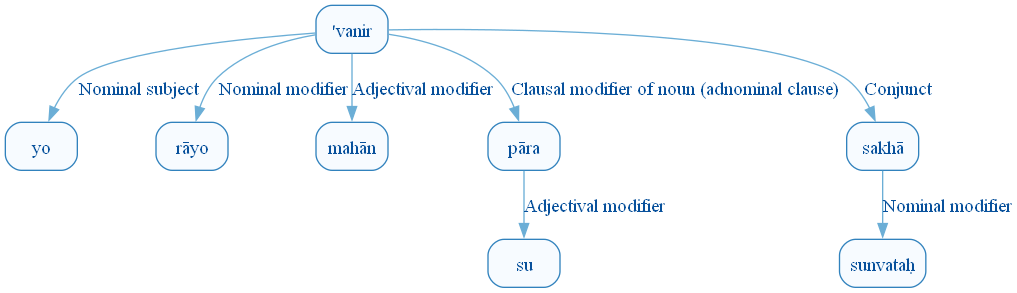 'vanir
Nominal subject Nominal modifier Adjectival modifier Clausal modifier of noun (adnominal clause) Conjunct
yo rāyo mahān pāra sakhā
Adjectival modifier Nominal modifier
su sunvataḥ